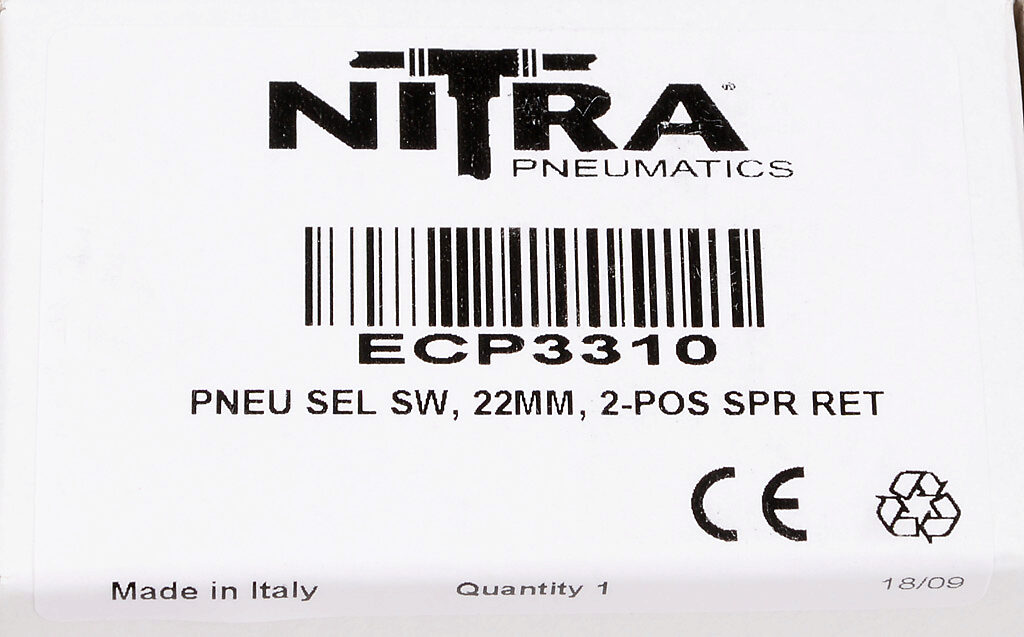 NITRA®
PNEUMATICS
ECP3310
PNEU SEL SW, 22MM, 2-POS SPR RET
CE
Made in Italy
Quantity 1
18/09